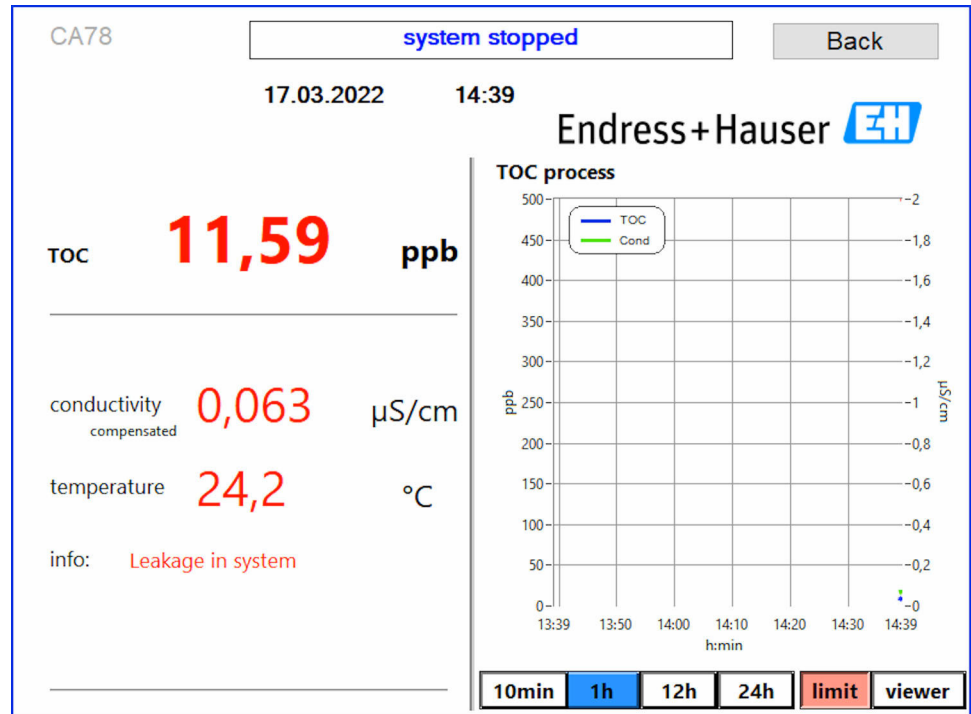 CA78
system stopped
Back
17.03.2022 14:39
Endress+Hauser EH
TOC 11,59 ppb
conductivity 0,063 µS/cm
compensated
temperature 24,2 °C
info: Leakage in system
TOC process
TOC
Cond
500
450
400
350
300
250
200
150
100
50
0
ppb
2
1,8
1,6
1,4
1,2
1
0,8
0,6
0,4
0,2
0
µS/cm
13:39 13:50 14:00 14:10 14:20 14:30 14:39
h:min
10min 1h 12h 24h limit viewer